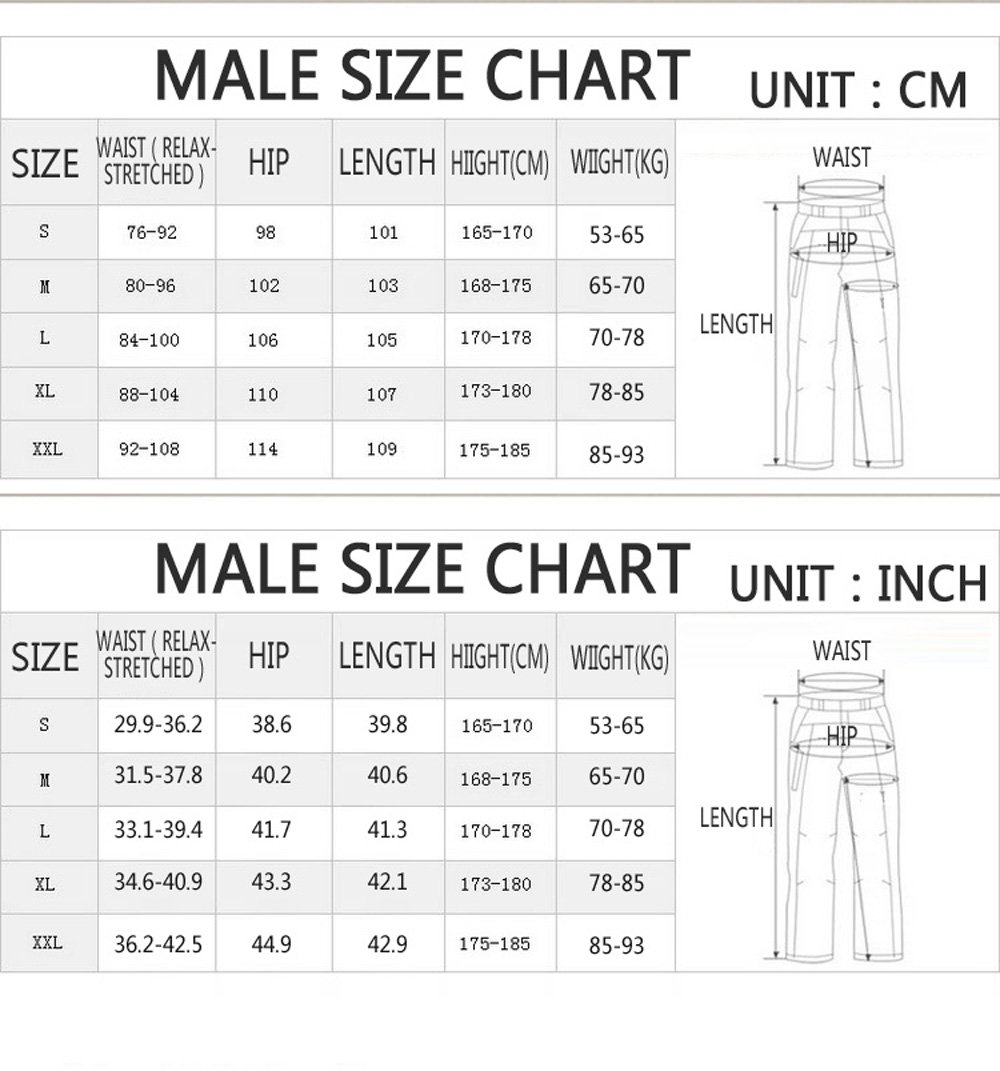 MALE SIZE CHART UNIT : CM
SIZE WAIST ( RELAX- HIP LENGTH HIIGHT(CM) WIIGHT(KG)
STRETCHED )
S 76-92 98 101 165-170 53-65
M 80-96 102 103 168-175 65-70
L 84-100 106 105 170-178 70-78
XL 88-104 110 107 173-180 78-85
XXL 92-108 114 109 175-185 85-93
WAIST
HIP
LENGTH
MALE SIZE CHART UNIT : INCH
SIZE WAIST ( RELAX- HIP LENGTH HIIGHT(CM) WIIGHT(KG)
STRETCHED )
S 29.9-36.2 38.6 39.8 165-170 53-65
M 31.5-37.8 40.2 40.6 168-175 65-70
L 33.1-39.4 41.7 41.3 170-178 70-78
XL 34.6-40.9 43.3 42.1 173-180 78-85
XXL 36.2-42.5 44.9 42.9 175-185 85-93
WAIST
HIP
LENGTH